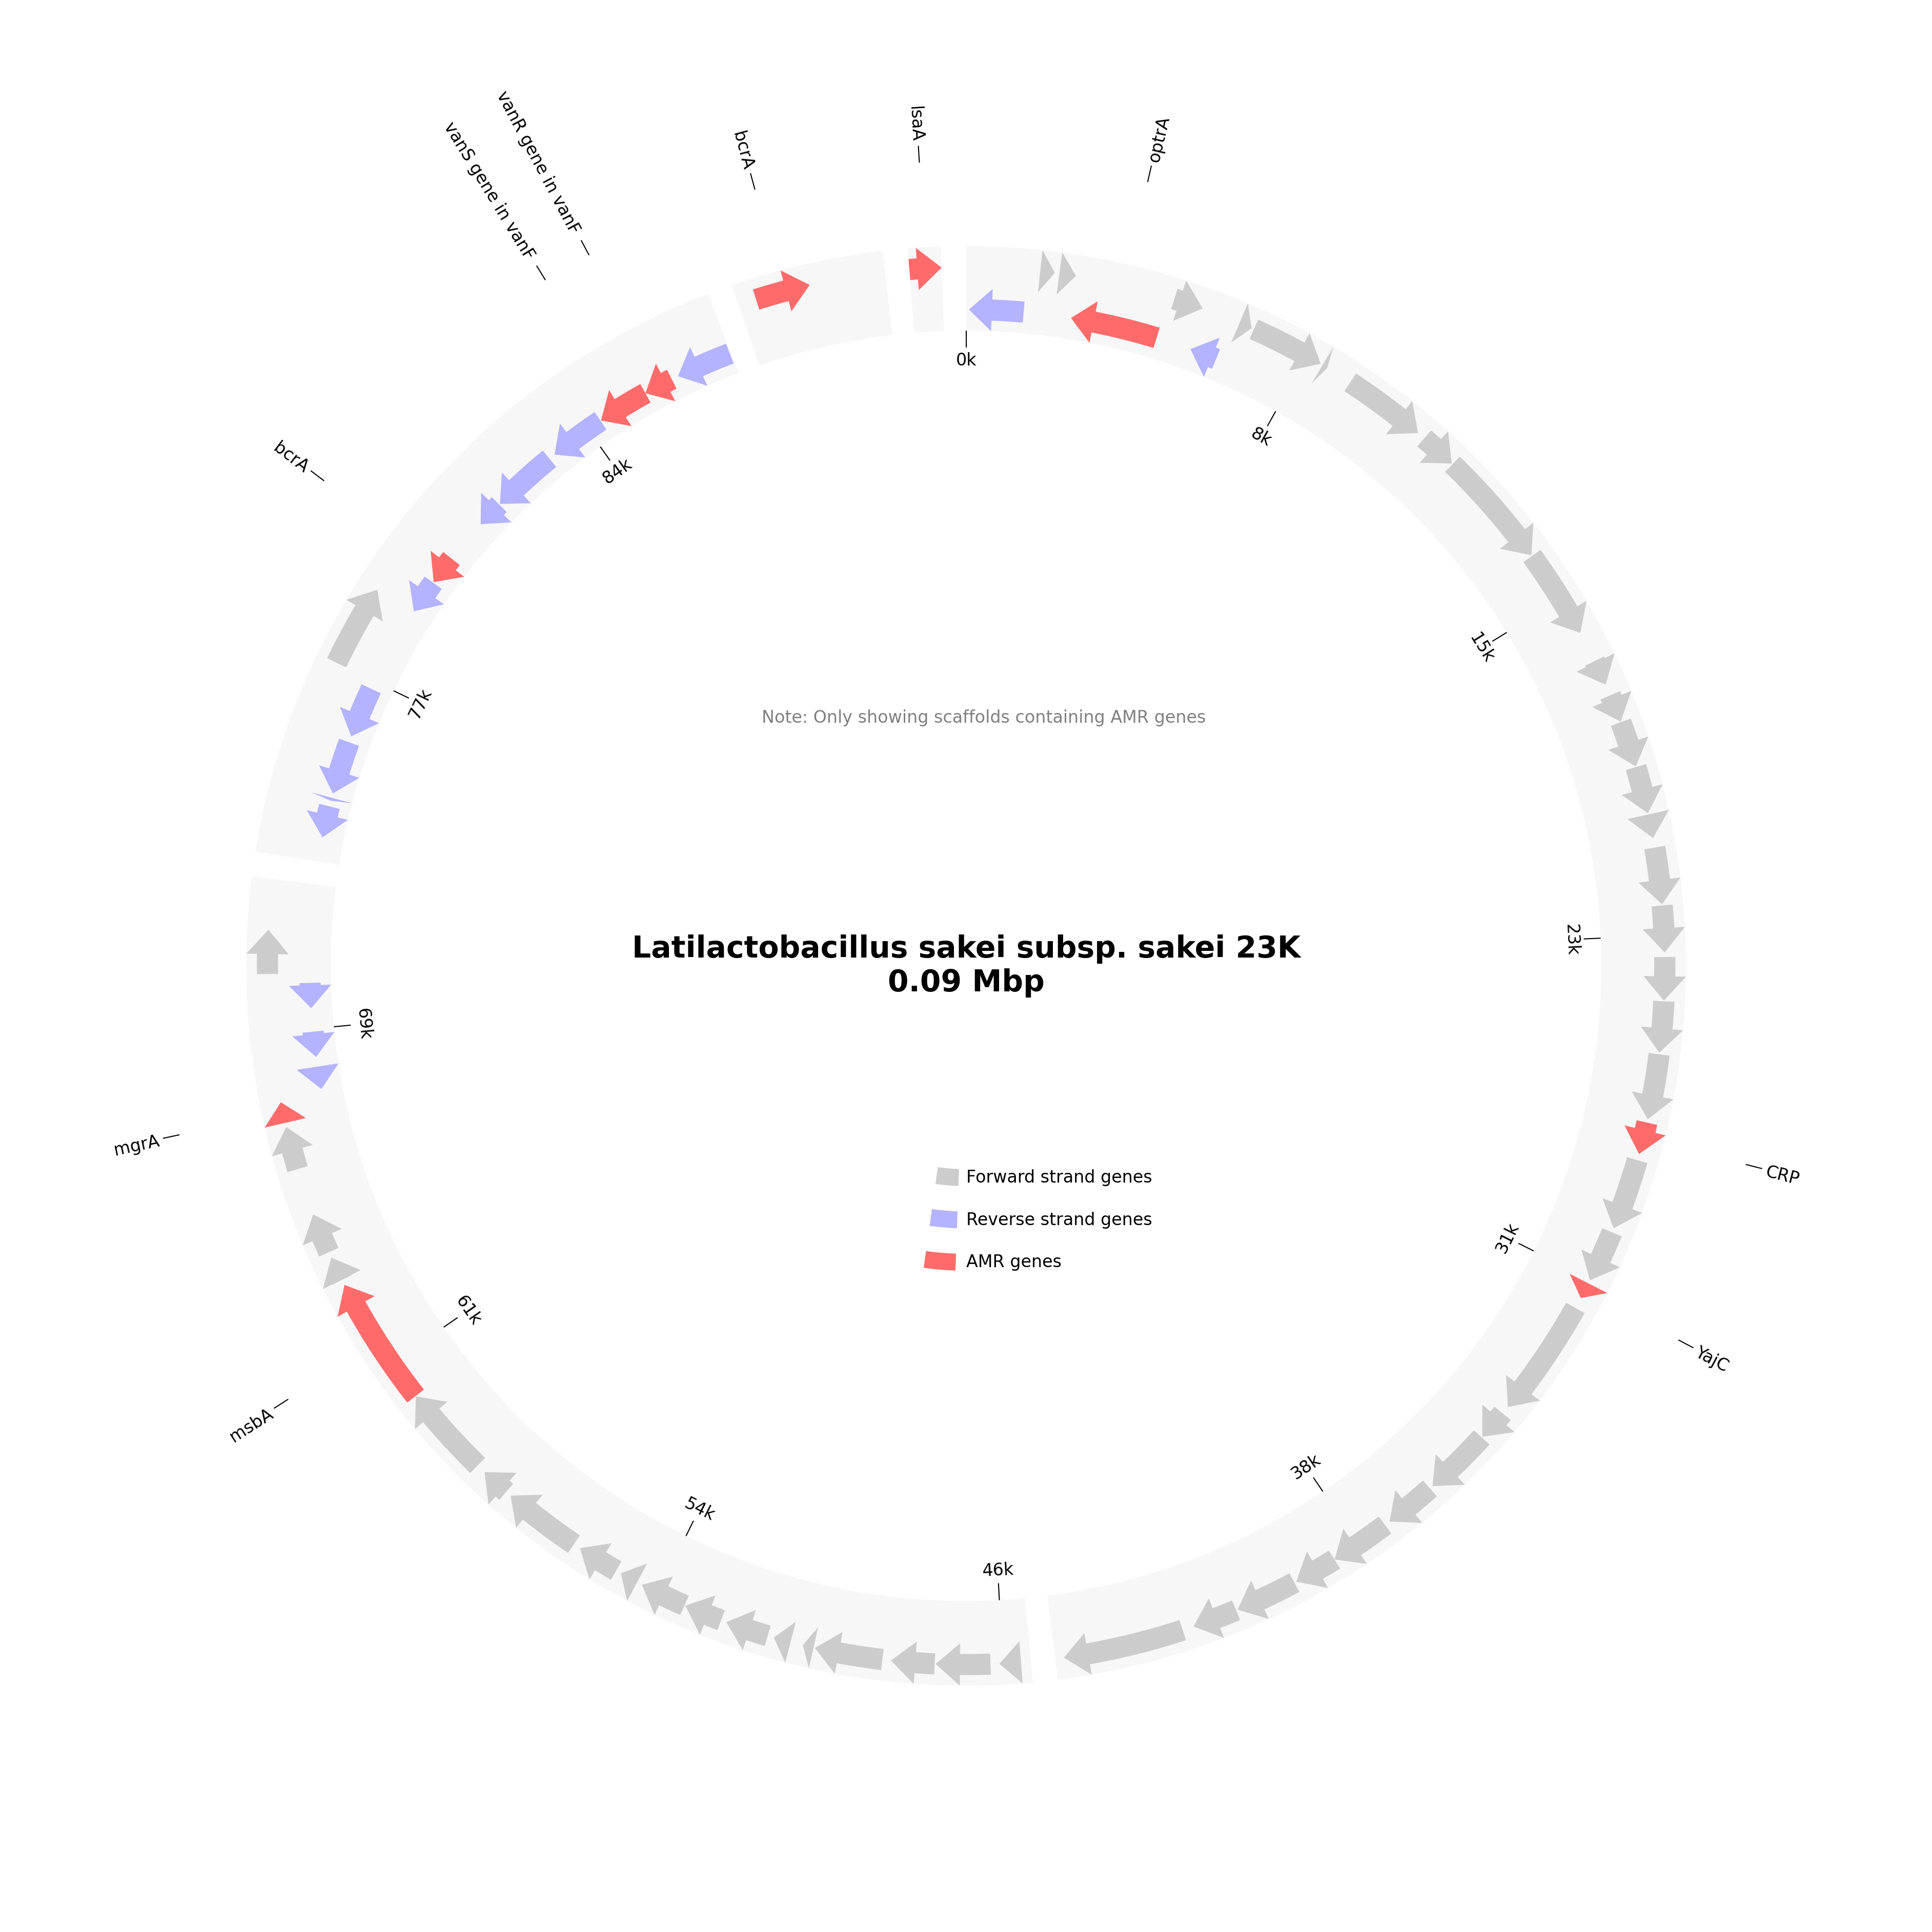 vanR gene in vanF
vanS gene in vanF
bcrA
lsaA
optrA
0k
8k
84k
bcrA
15k
77k
Note: Only showing scaffolds containing AMR genes
23k
Latilactobacillus sakei subsp. sakei 23K
0.09 Mbp
69k
mgrA
CRP
Forward strand genes
Reverse strand genes
AMR genes
31k
61k
YajC
msbA
38k
54k
46k